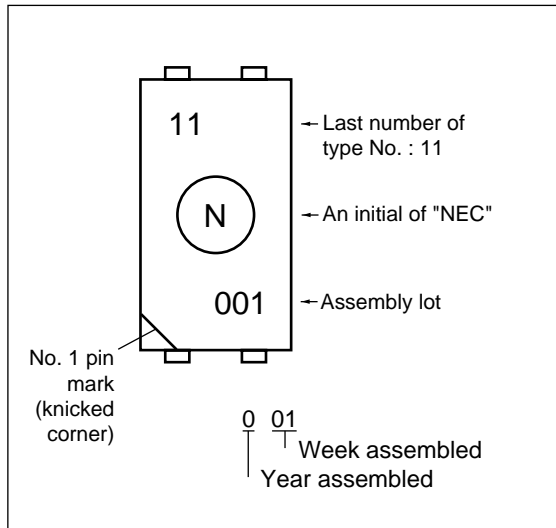 11
Last number of
type No. : 11
N
An initial of "NEC"
001
Assembly lot
No. 1 pin
mark
(knicked
corner)
0 01
Week assembled
Year assembled